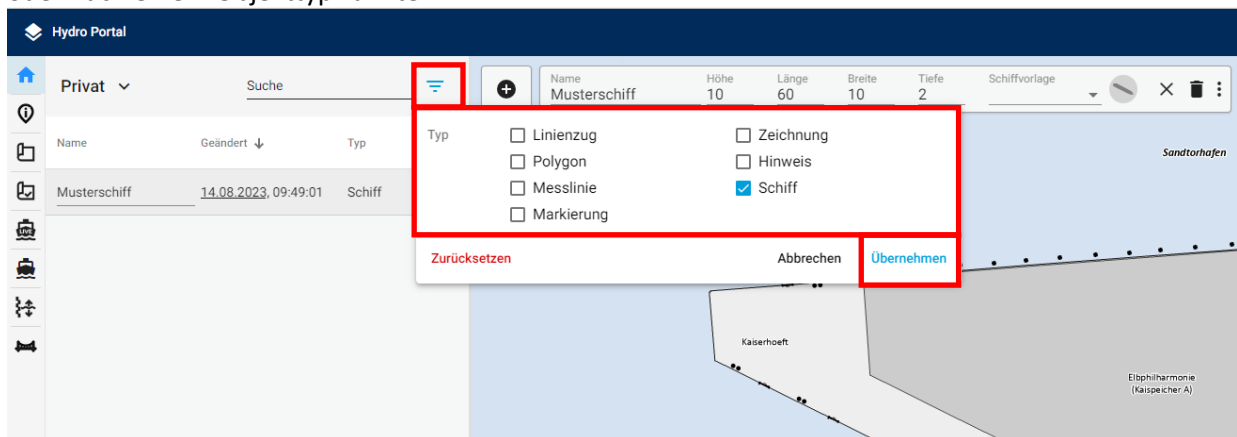 Hydro Portal
Privat
Suche
Name Geändert Typ
Musterschiff 14.08.2023, 09:49:01 Schiff
Name Höhe Länge Breite Tiefe Schiffvorlage
Musterschiff 10 60 10 2
Typ
Linienzug Zeichnung
Polygon Hinweis
Messlinie Schiff
Markierung
Zurücksetzen Abbrechen Übernehmen
LIVE
Sandtorhafen
Kaiserhoeft
Elbphilharmonie
(Kaispeicher A)